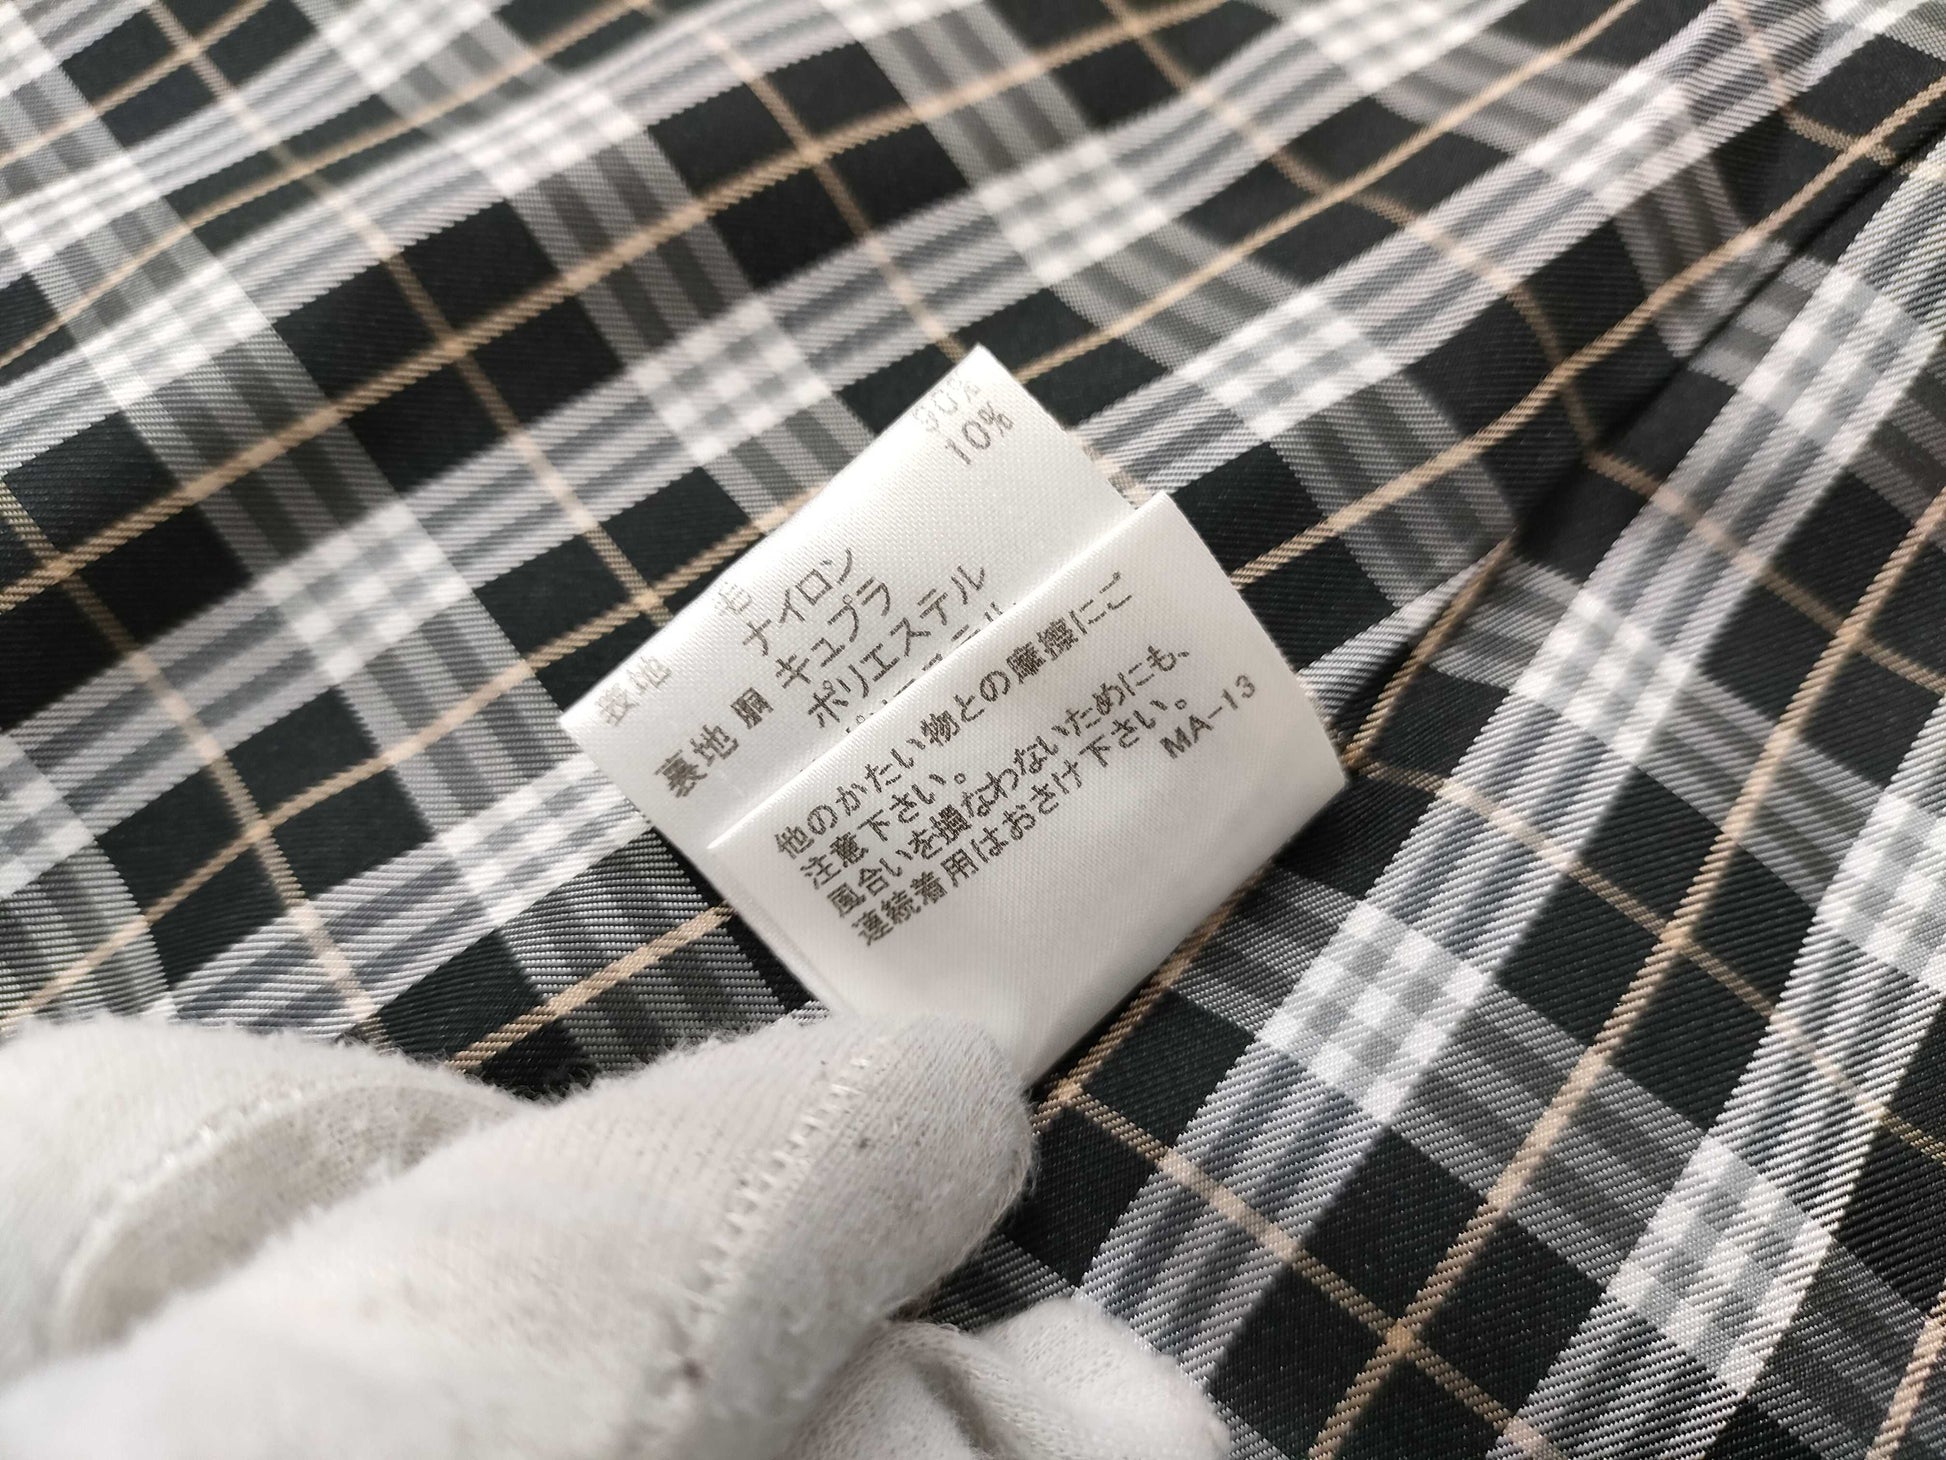 表地 毛 90%
ナイロン 10%
裏地 胴 キュプラ
ポリエステル
他のかたい物との摩擦にご
注意下さい。
風合いを損なわないためにも、
連続着用はおさけ下さい。
MA-13